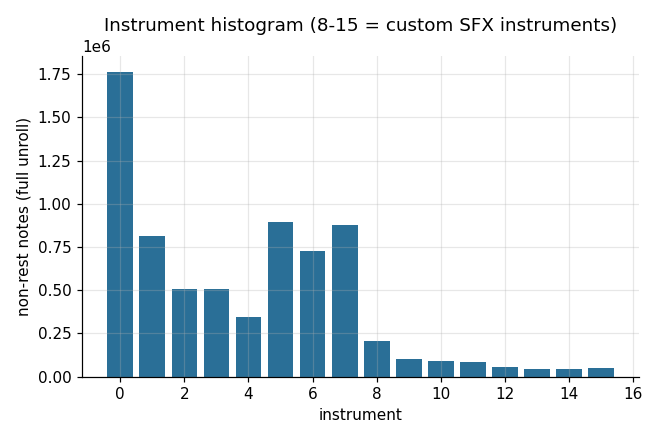 Instrument histogram (8-15 = custom SFX instruments)
1e6
1.75
1.50
1.25
1.00
0.75
0.50
0.25
0.00
non-rest notes (full unroll)
0 2 4 6 8 10 12 14 16
instrument